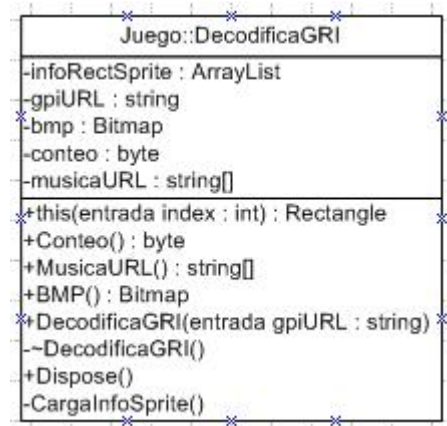 Juego::DecodificaGRI
-infoRectSprite : ArrayList
-gpiURL : string
-bmp : Bitmap
-conteo : byte
-musicaURL : string[]
+this(entrada index : int) : Rectangle
+Conteo() : byte
+MusicaURL() : string[]
+BMP() : Bitmap
+DecodificaGRI(entrada gpiURL : string)
-~DecodificaGRI()
+Dispose()
-CargaInfoSprite()